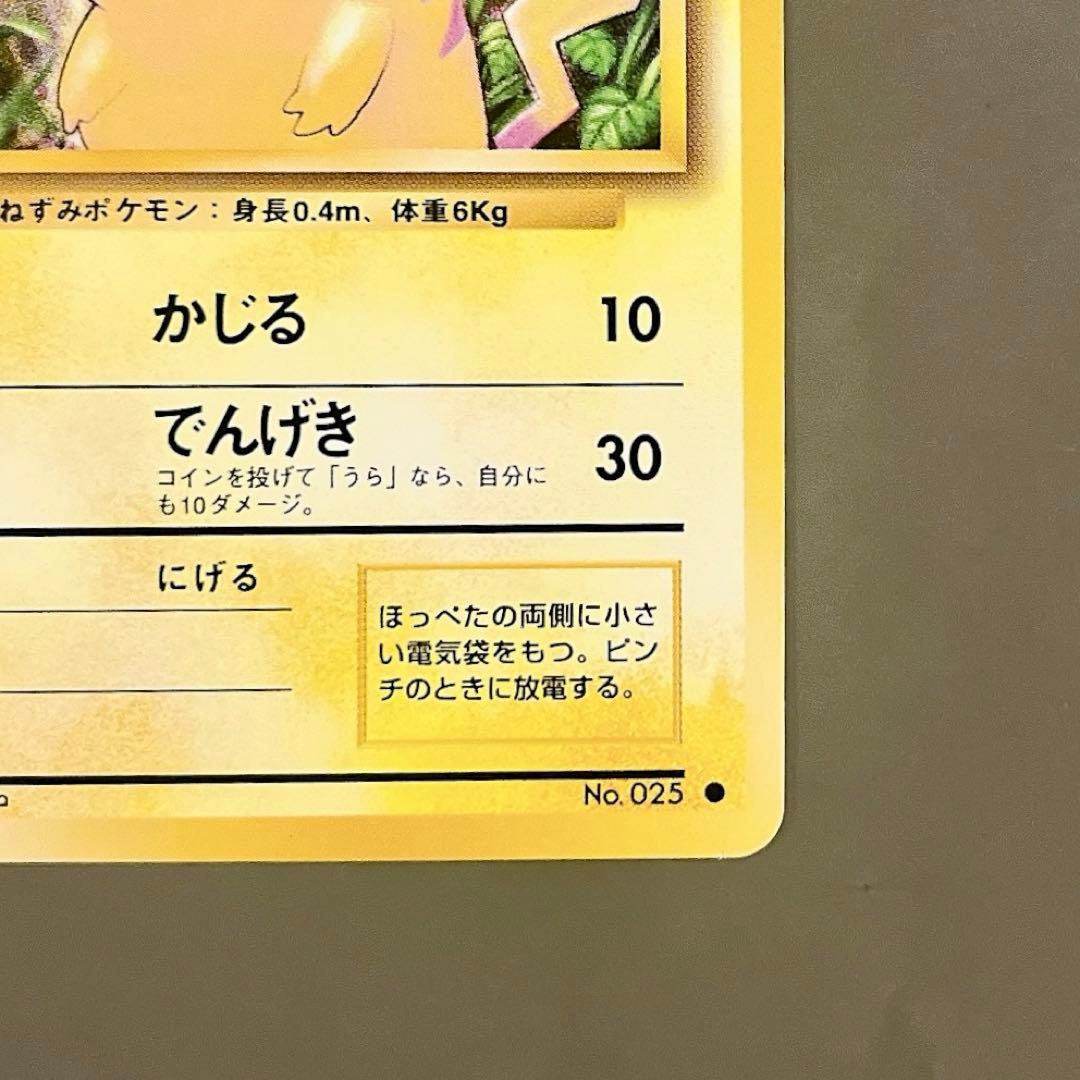 ねずみポケモン：身長0.4m、体重6Kg
かじる 10
でんげき 30
コインを投げて「うら」なら、自分に
も10ダメージ。
にげる
ほっぺたの両側に小さ
い電気袋をもつ。ピン
チのときに放電する。
No. 025 ●